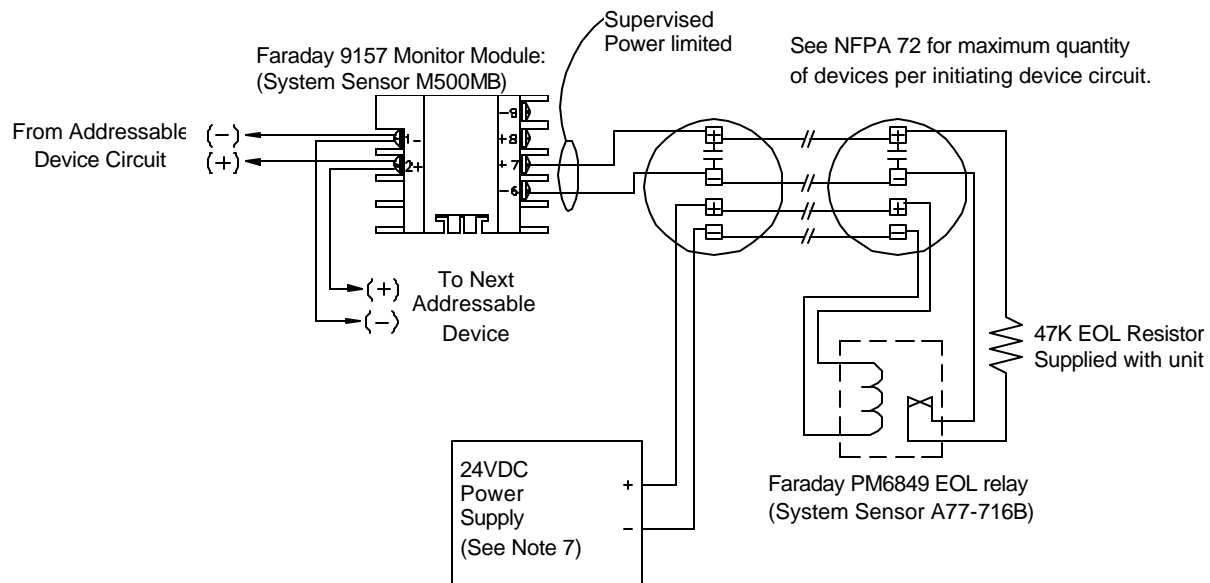 Supervised
Power limited
Faraday 9157 Monitor Module:
(System Sensor M500MB)
See NFPA 72 for maximum quantity
of devices per initiating device circuit.
From Addressable
Device Circuit
(-)
(+)
1 -
2+
-9
+8
+7
-6
+ + 
- -
+ +
- -
To Next
Addressable
Device
(+)
(-)
47K EOL Resistor
Supplied with unit
24VDC
Power
Supply
(See Note 7)
+
-
Faraday PM6849 EOL relay
(System Sensor A77-716B)